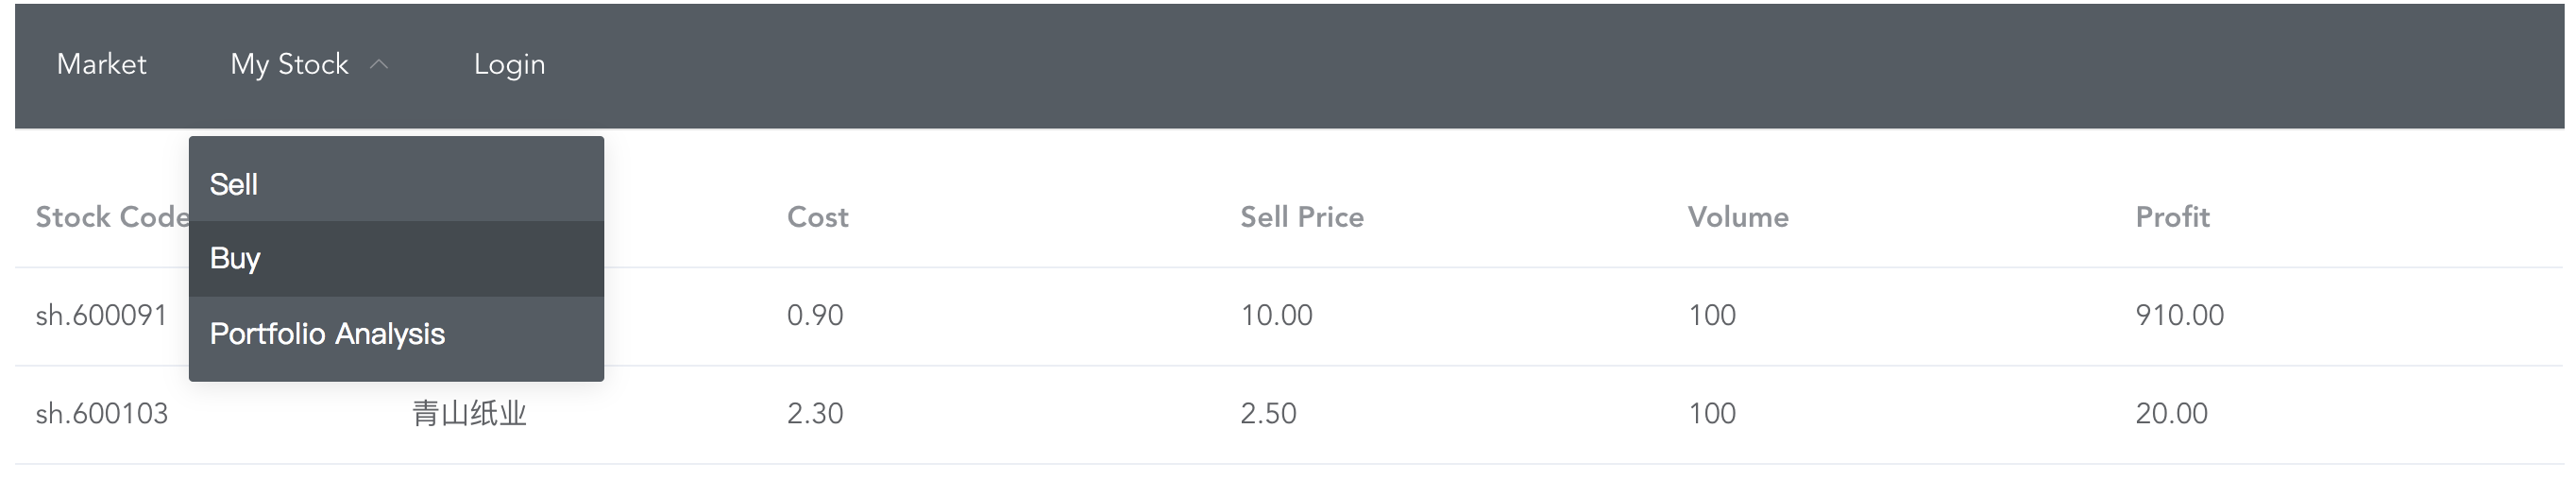 Market My Stock Login
Sell
Stock Code Cost Sell Price Volume Profit
Buy
sh.600091 0.90 10.00 100 910.00
Portfolio Analysis
sh.600103 青山纸业 2.30 2.50 100 20.00